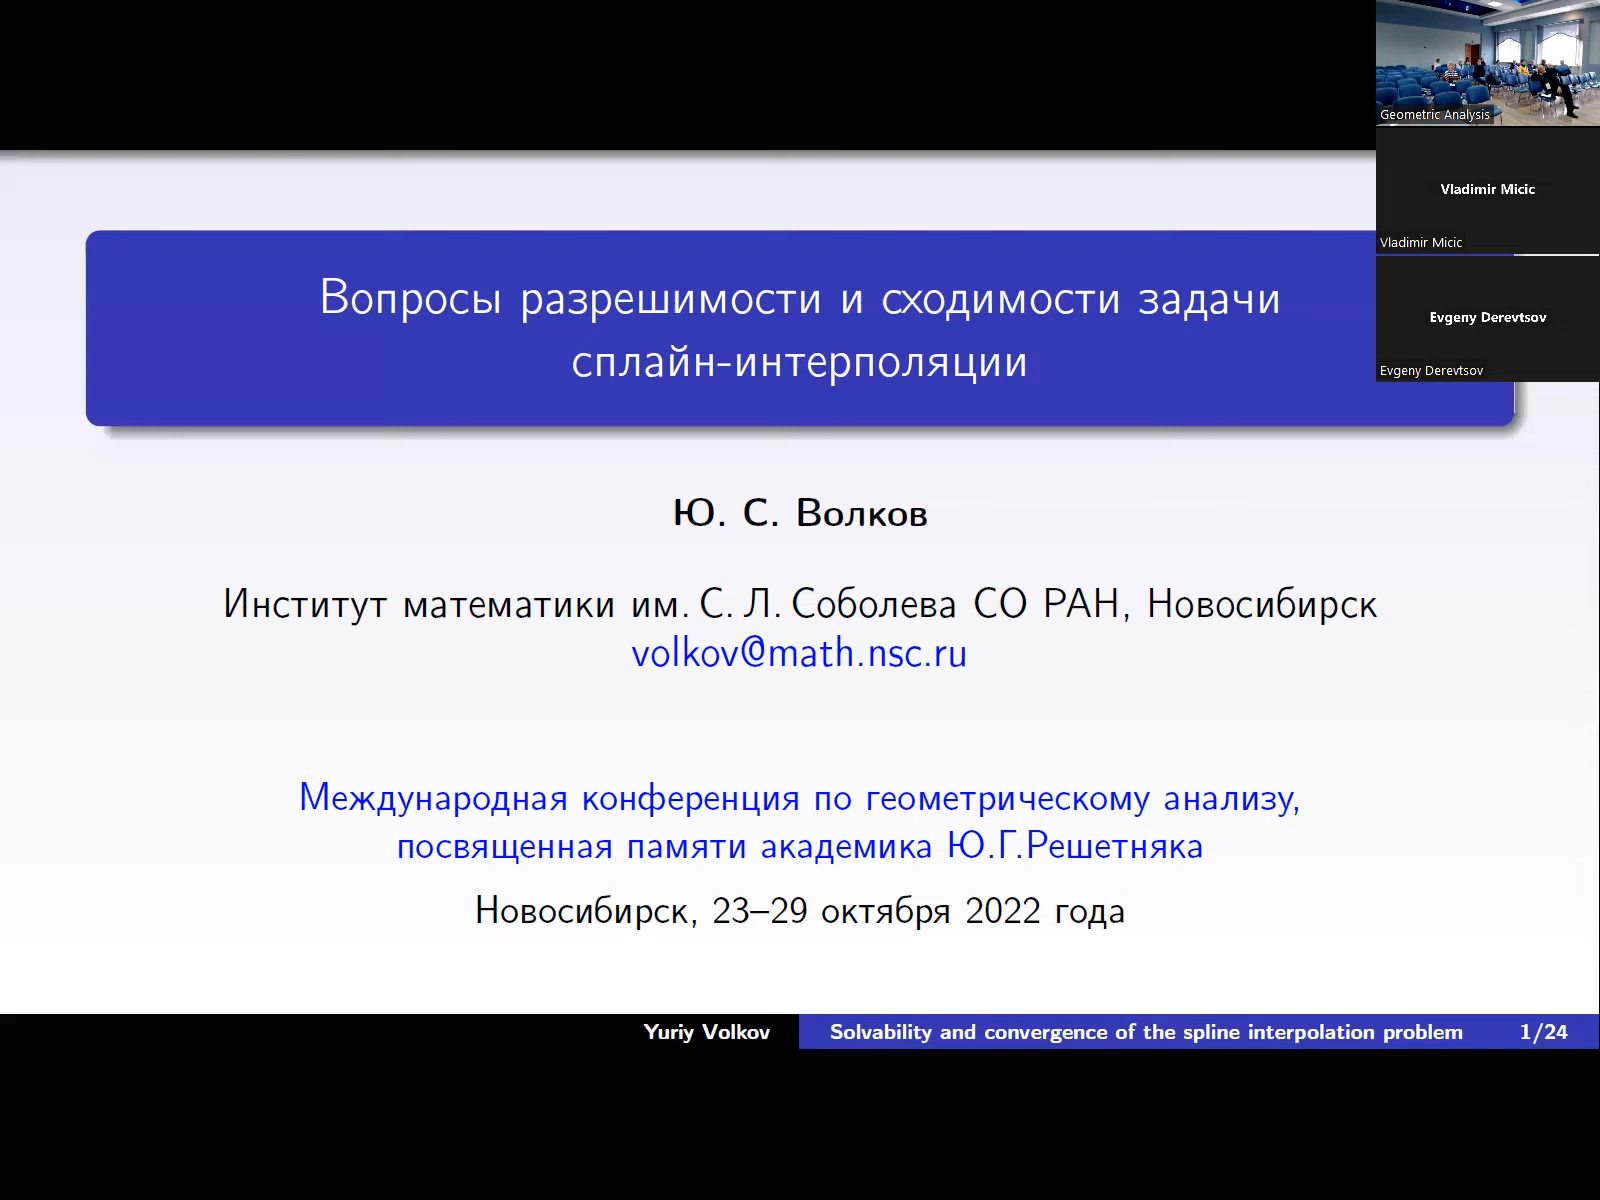 Geometric Analysis
Vladimir Micic
Vladimir Micic
Evgeny Derevtsov
Evgeny Derevtsov
Вопросы разрешимости и сходимости задачи
сплайн-интерполяции
Ю. С. Волков
Институт математики им. С. Л. Соболева СО РАН, Новосибирск
volkov@math.nsc.ru
Международная конференция по геометрическому анализу,
посвященная памяти академика Ю.Г.Решетняка
Новосибирск, 23–29 октября 2022 года
Yuriy Volkov Solvability and convergence of the spline interpolation problem 1/24